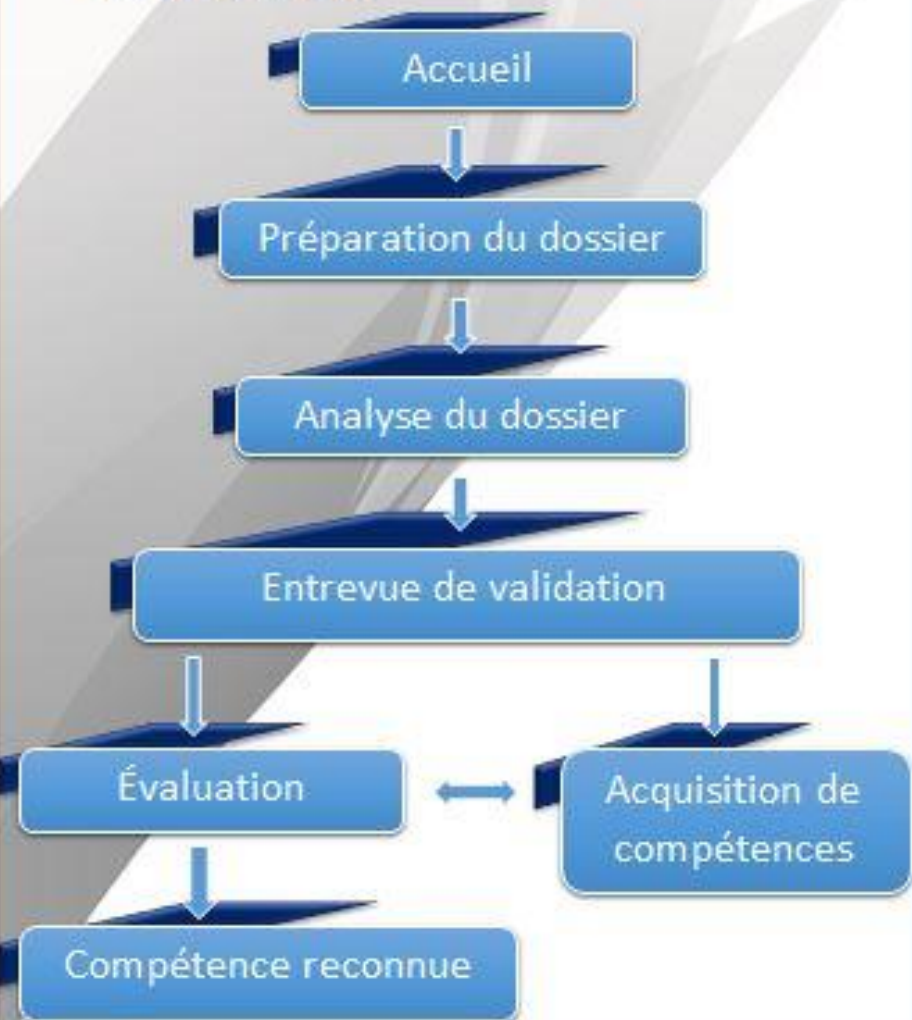 Accueil
Préparation du dossier
Analyse du dossier
Entrevue de validation
Évaluation
Acquisition de
compétences
Compétence reconnue